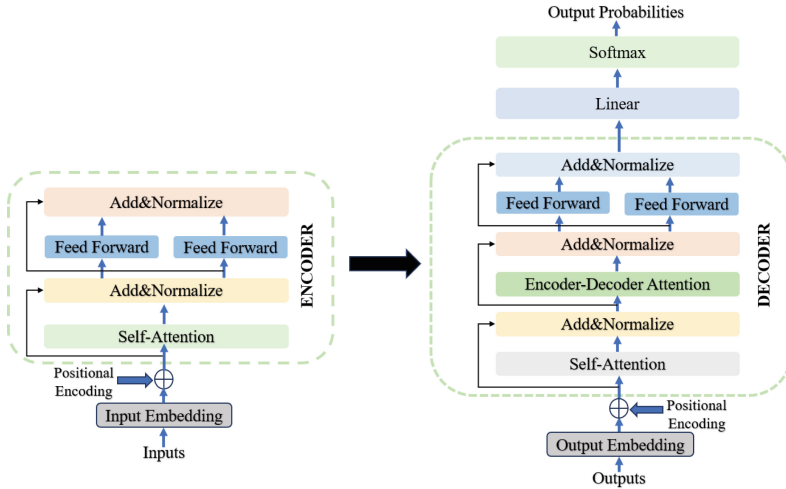 Add&Normalize
Feed Forward
Feed Forward
Add&Normalize
Self-Attention
Positional
Encoding
Input Embedding
Inputs
ENCODER
Output Probabilities
Softmax
Linear
Add&Normalize
Feed Forward
Feed Forward
Add&Normalize
Encoder-Decoder Attention
Add&Normalize
Self-Attention
Positional
Encoding
Output Embedding
Outputs
DECODER